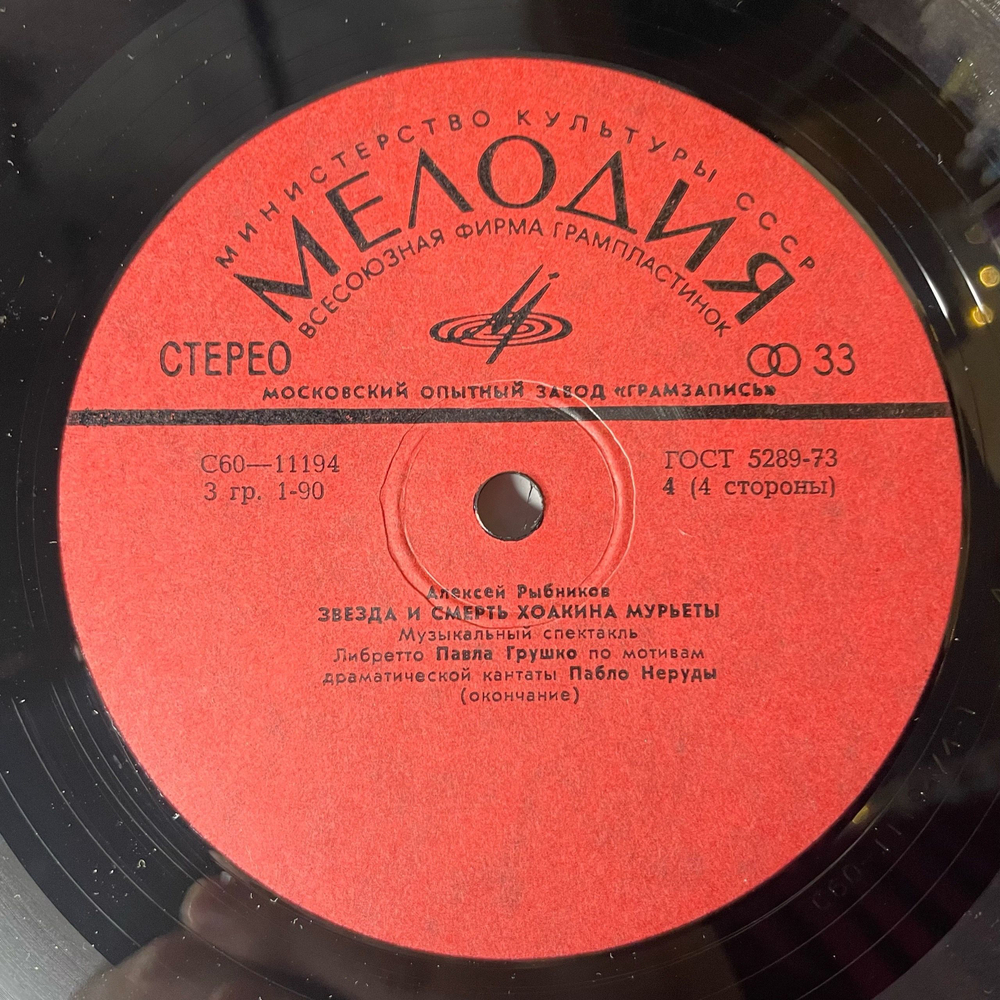 МИНИСТЕРСТВО КУЛЬТУРЫ СССР
МЕЛОДИЯ
ВСЕСОЮЗНАЯ ФИРМА ГРАМПЛАСТИНОК
СТЕРЕО
33
МОСКОВСКИЙ ОПЫТНЫЙ ЗАВОД «ГРАМЗАПИСЬ»
С60—11194
ГОСТ 5289-73
3 гр. 1-90
4 (4 стороны)
Алексей Рыбников
ЗВЕЗДА И СМЕРТЬ ХОАКИНА МУРЬЕТЫ
Музыкальный спектакль
Либретто Павла Грушко по мотивам
драматической кантаты Пабло Неруды
(окончание)